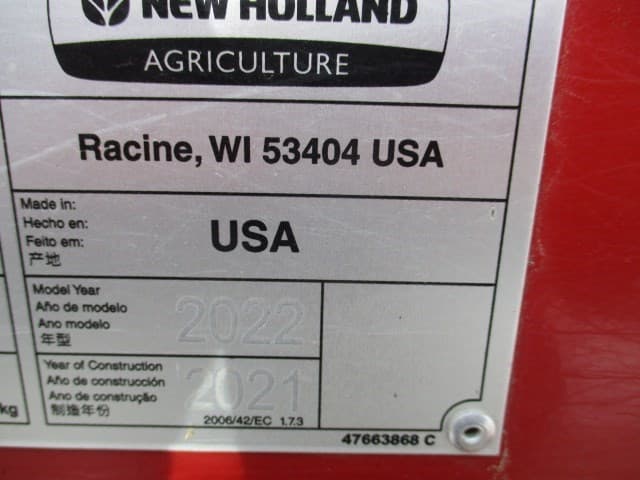 NEW HOLLAND
AGRICULTURE
Racine, WI 53404 USA
Made in:
Hecho en:
Feito em:
产地
USA
Model Year
Año de modelo
Ano modelo
年型
2022
Year of Construction
Año de construcción
Ano de construção
制造年份
2021
2006/42/EC 1.7.3
kg
47663868 C